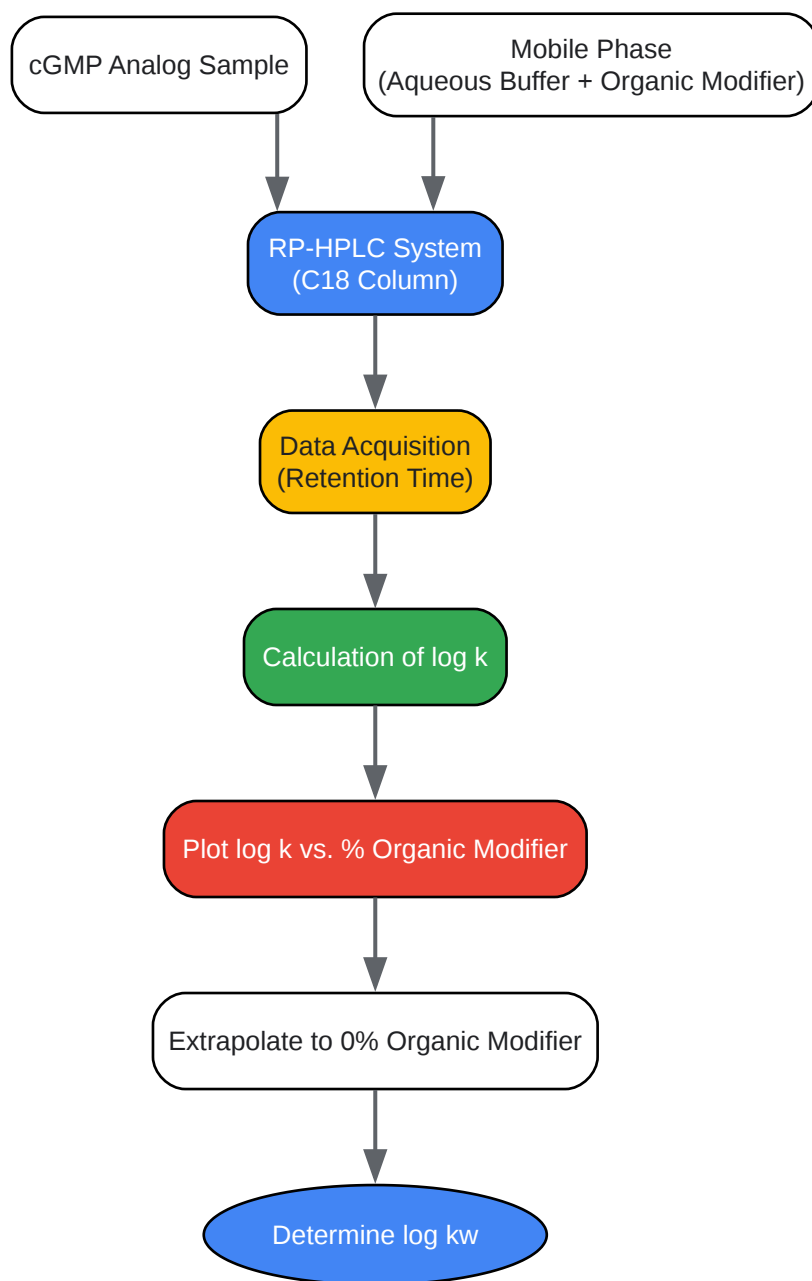 cGMP Analog Sample
Mobile Phase
(Aqueous Buffer + Organic Modifier)
RP-HPLC System
(C18 Column)
Data Acquisition
(Retention Time)
Calculation of log k
Plot log k vs. % Organic Modifier
Extrapolate to 0% Organic Modifier
Determine log kw